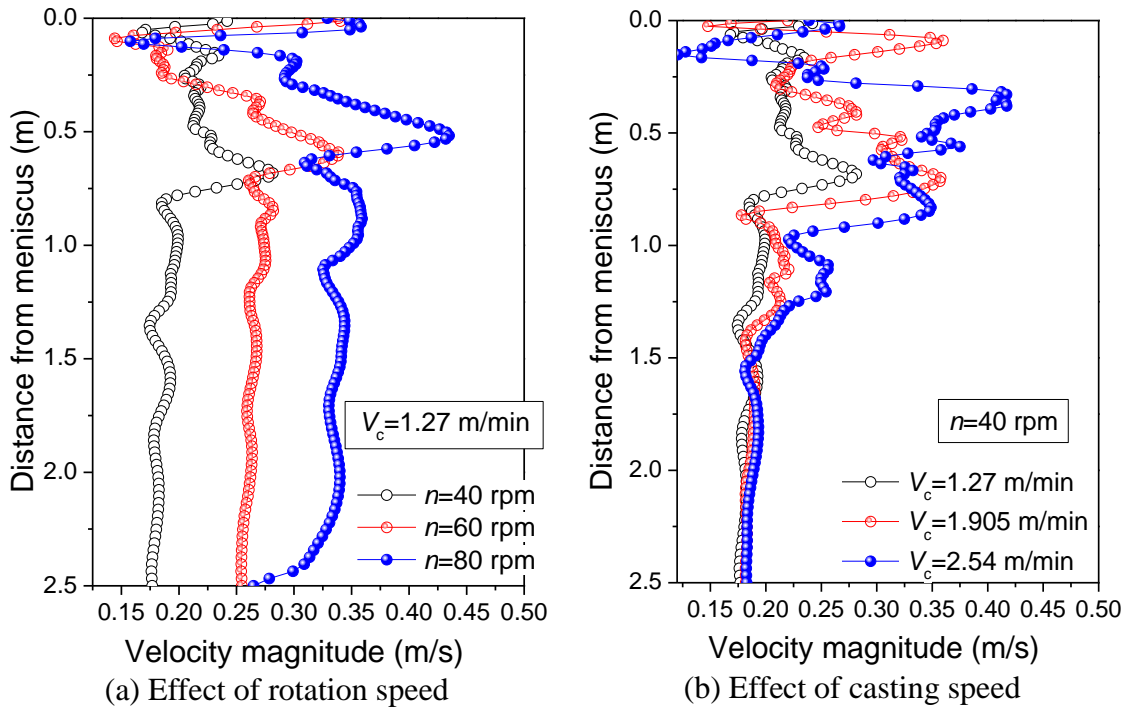 0.0
0.5
1.0
1.5
2.0
2.5
Distance from meniscus (m)
Vc=1.27 m/min
n=40 rpm
n=60 rpm
n=80 rpm
0.15 0.20 0.25 0.30 0.35 0.40 0.45 0.50
Velocity magnitude (m/s)
(a) Effect of rotation speed
0.0
0.5
1.0
1.5
2.0
2.5
Distance from meniscus (m)
n=40 rpm
Vc=1.27 m/min
Vc=1.905 m/min
Vc=2.54 m/min
0.15 0.20 0.25 0.30 0.35 0.40 0.45 0.50
Velocity magnitude (m/s)
(b) Effect of casting speed